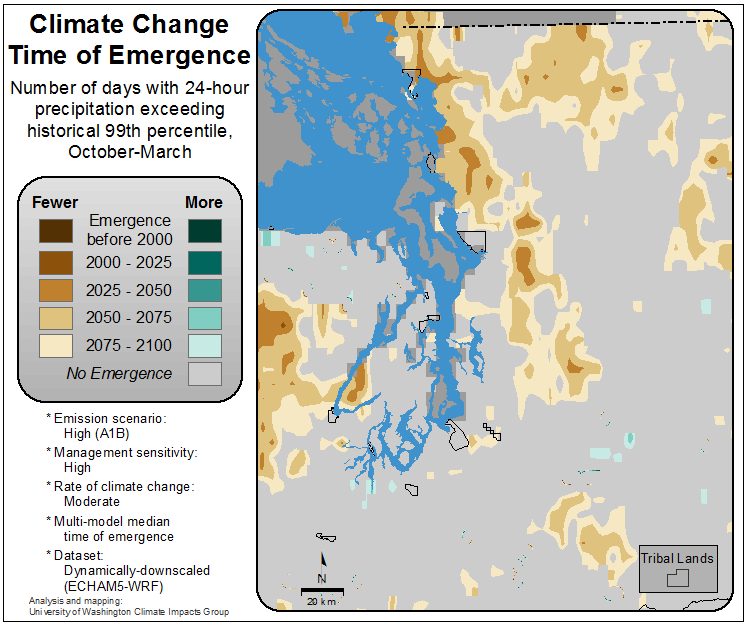 Climate Change
Time of Emergence
Number of days with 24-hour
precipitation exceeding
historical 99th percentile,
October-March
Fewer More
Emergence
before 2000
2000 - 2025
2025 - 2050
2050 - 2075
2075 - 2100
No Emergence
* Emission scenario:
High (A1B)
* Management sensitivity:
High
* Rate of climate change:
Moderate
* Multi-model median
time of emergence
* Dataset:
Dynamically-downscaled
(ECHAM5-WRF)
Analysis and mapping:
University of Washington Climate Impacts Group
N
20 km
Tribal Lands